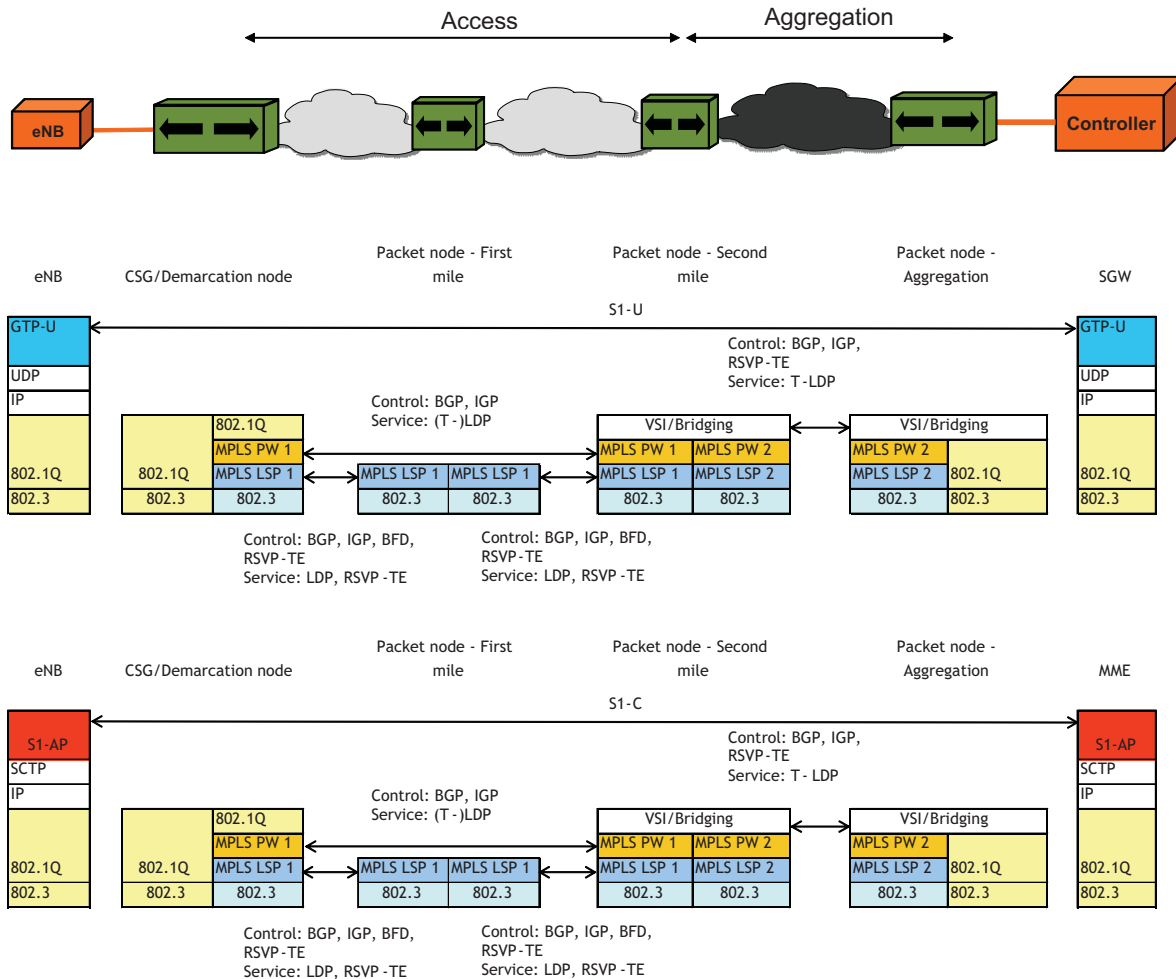 Access
Aggregation
eNB
Controller
Packet node - First
mile
Packet node - Second
mile
Packet node -
Aggregation
eNB
CSG/Demarcation node
SGW
S1-U
GTP-U
GTP-U
Control: BGP, IGP,
RSVP-TE
Service: T-LDP
UDP
UDP
IP
IP
Control: BGP, IGP
Service: (T-)LDP
802.1Q
VSI/Bridging
VSI/Bridging
MPLS PW 1
MPLS PW 1
MPLS PW 2
MPLS PW 2
802.1Q
802.1Q
MPLS LSP 1
MPLS LSP 1
MPLS LSP 1
MPLS LSP 1
MPLS LSP 2
MPLS LSP 2
802.1Q
802.1Q
802.3
802.3
802.3
802.3
802.3
802.3
802.3
802.3
802.3
802.3
Control: BGP, IGP, BFD,
RSVP-TE
Service: LDP, RSVP-TE
Control: BGP, IGP, BFD,
RSVP-TE
Service: LDP, RSVP-TE
Packet node - First
mile
Packet node - Second
mile
Packet node -
Aggregation
eNB
CSG/Demarcation node
MME
S1-C
S1-AP
S1-AP
Control: BGP, IGP,
RSVP-TE
Service: T-LDP
SCTP
SCTP
IP
IP
Control: BGP, IGP
Service: (T-)LDP
802.1Q
VSI/Bridging
VSI/Bridging
MPLS PW 1
MPLS PW 1
MPLS PW 2
MPLS PW 2
802.1Q
802.1Q
MPLS LSP 1
MPLS LSP 1
MPLS LSP 1
MPLS LSP 1
MPLS LSP 2
MPLS LSP 2
802.1Q
802.1Q
802.3
802.3
802.3
802.3
802.3
802.3
802.3
802.3
802.3
802.3
Control: BGP, IGP, BFD,
RSVP-TE
Service: LDP, RSVP-TE
Control: BGP, IGP, BFD,
RSVP-TE
Service: LDP, RSVP-TE